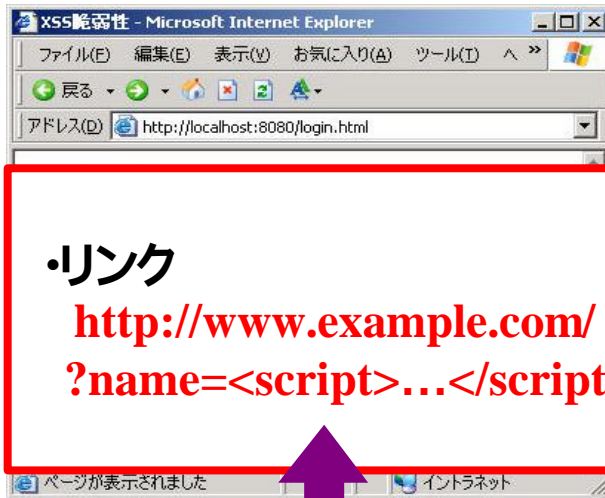 XSS脆弱性 - Microsoft Internet Explorer
ファイル(F) 編集(E) 表示(V) お気に入り(A) ツール(T) ヘ »
戻る
アドレス(D) http://localhost:8080/login.html
・リンク
http://www.example.com/
?name=<script>…</script
ページが表示されました イントラネット